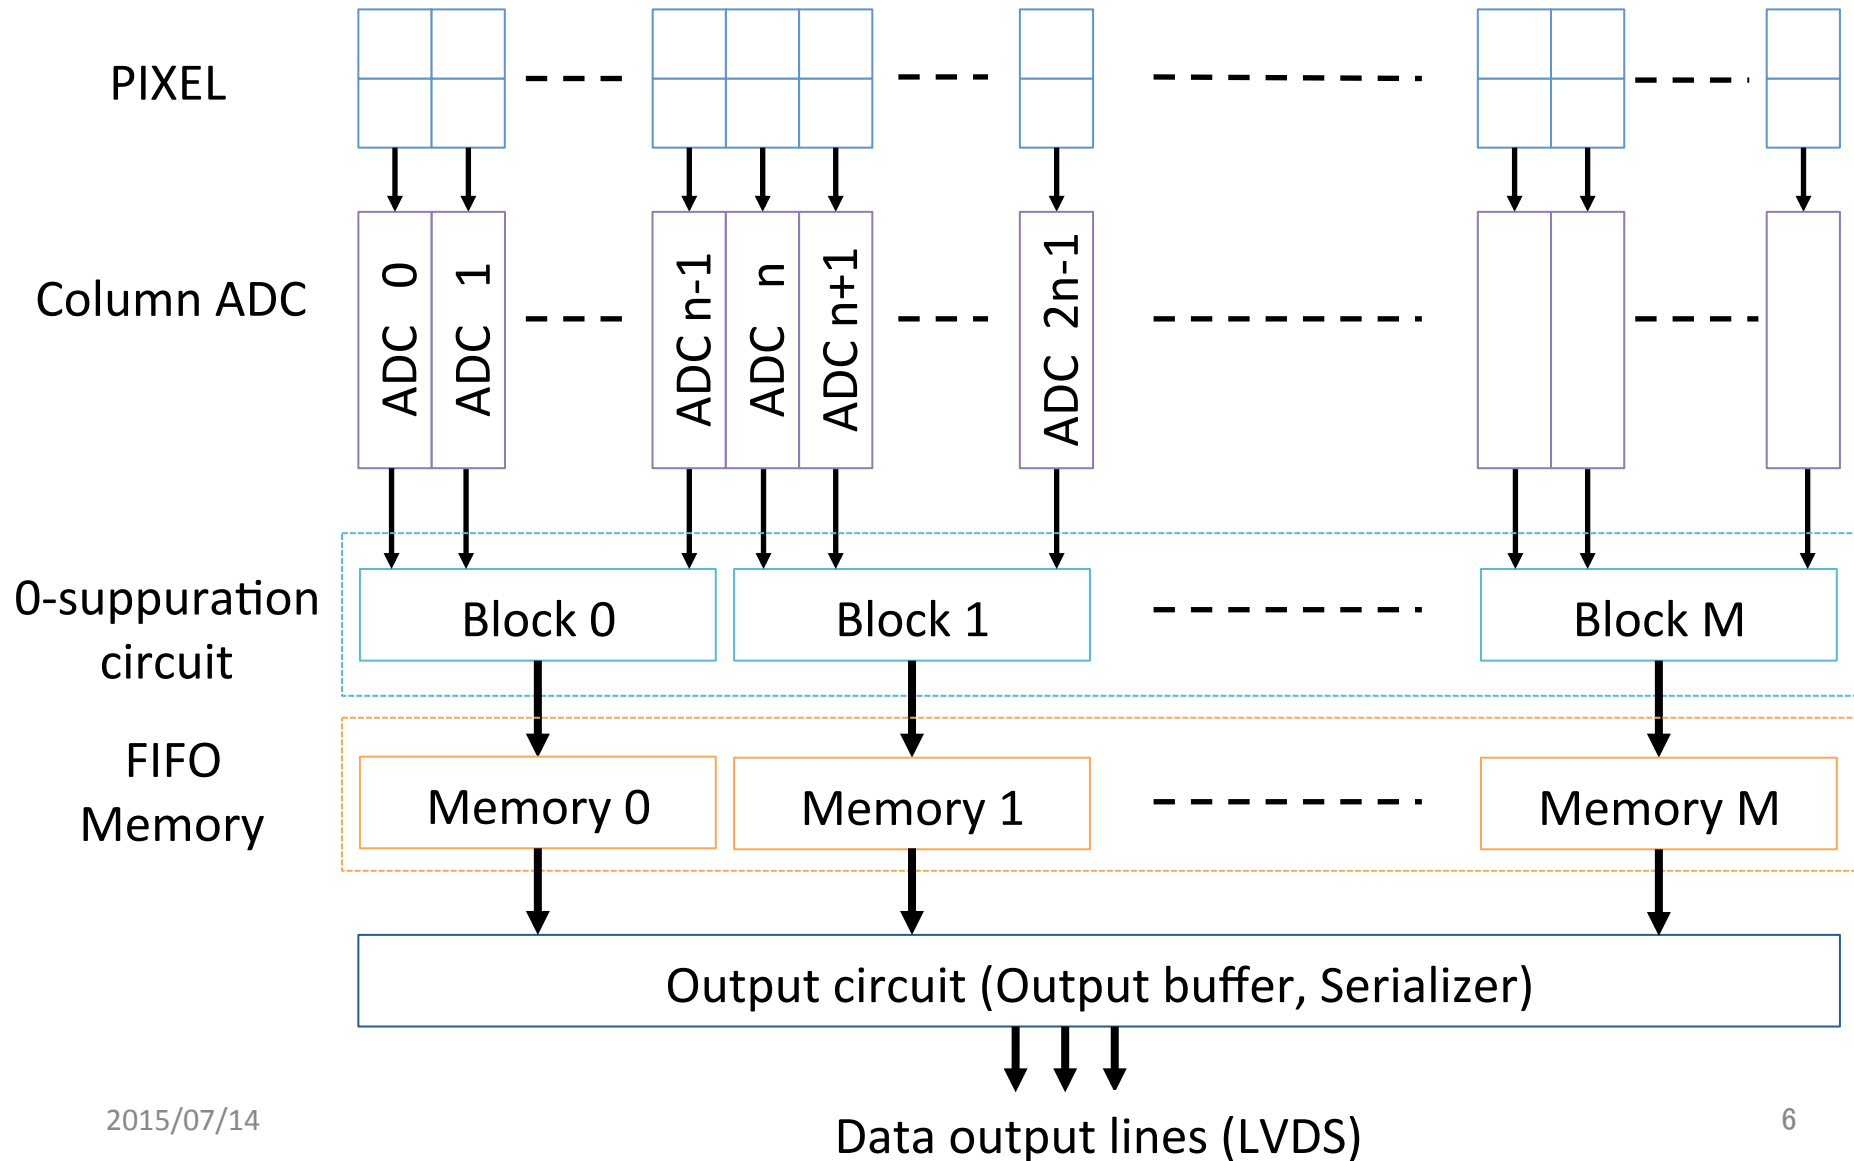 PIXEL
Column ADC
ADC 0
ADC 1
ADC n-1
ADC n
ADC n+1
ADC 2n-1
0-suppuration
circuit
Block 0
Block 1
Block M
FIFO
Memory
Memory 0
Memory 1
Memory M
Output circuit (Output buffer, Serializer)
Data output lines (LVDS)
2015/07/14
6